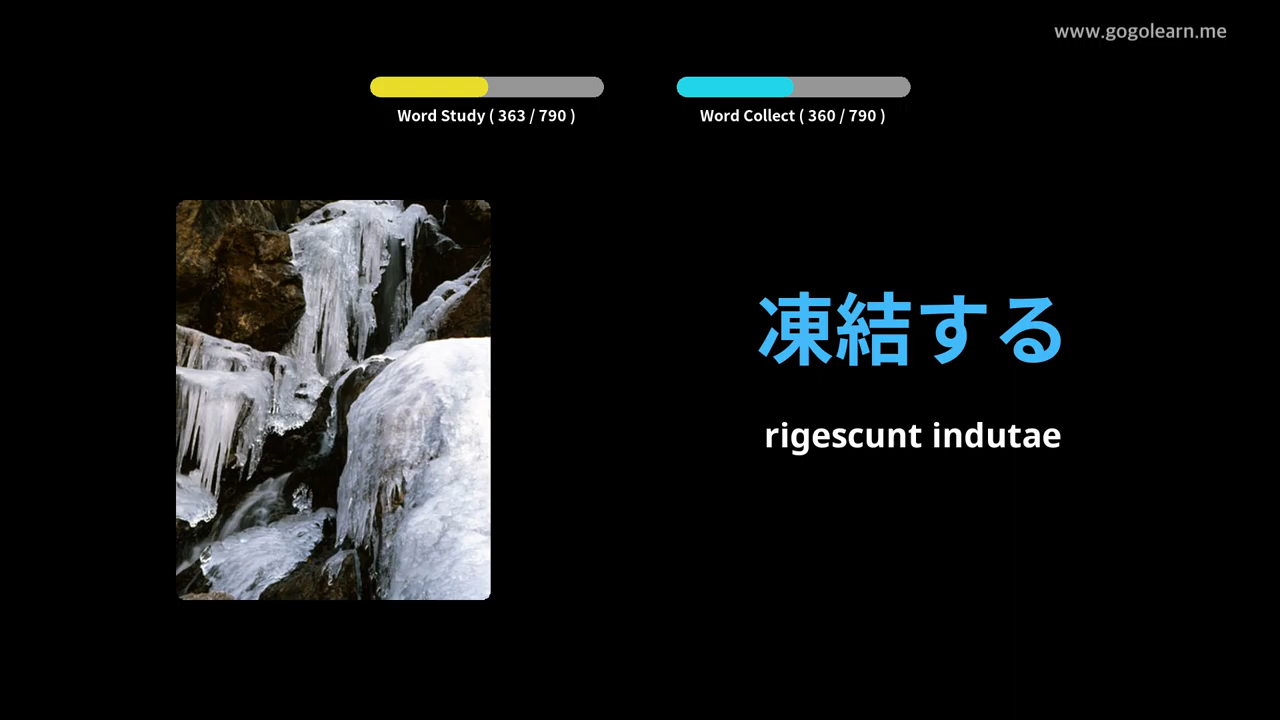 www.gogolearn.me
Word Study ( 363 / 790 )
Word Collect ( 360 / 790 )
凍結する
rigescunt indutae